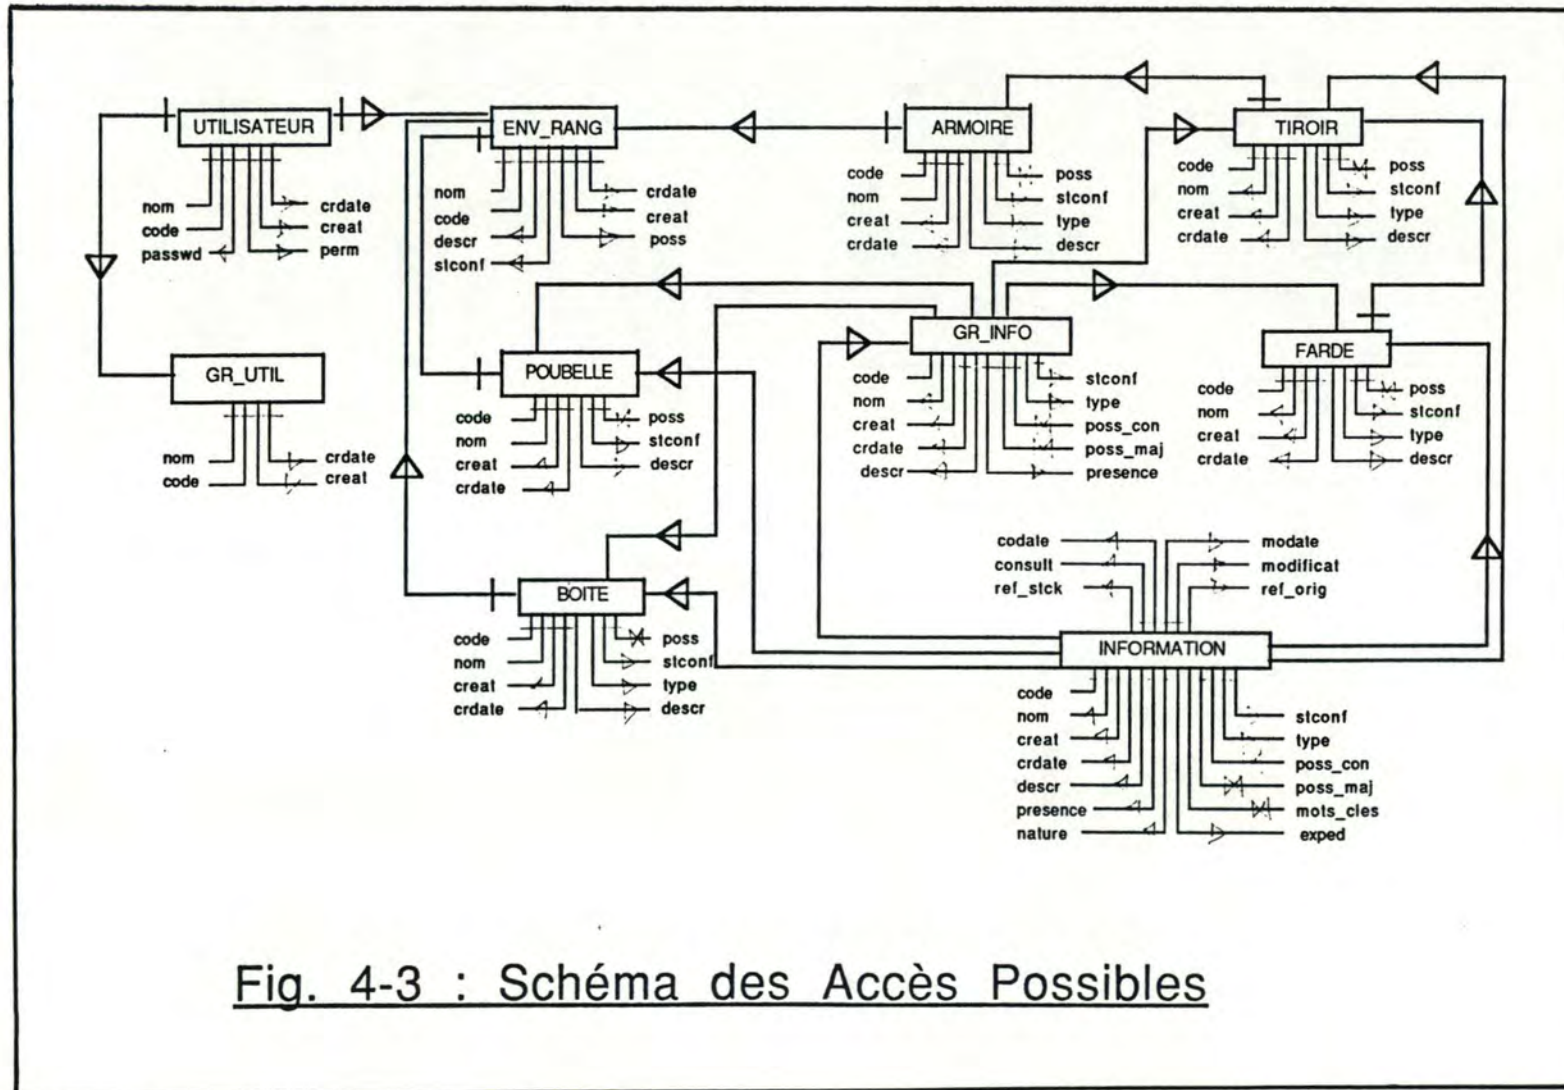 UTILISATEUR
nom
code
passwd
crdate
creat
perm
ENV_RANG
nom
code
descr
stconf
crdate
creat
poss
ARMOIRE
code
nom
creat
crdate
poss
stconf
type
descr
TIROIR
code
nom
creat
crdate
poss
stconf
type
descr
GR_UTIL
nom
code
crdate
creat
POUBELLE
code
nom
creat
crdate
poss
stconf
descr
GR_INFO
code
nom
creat
crdate
descr
stconf
type
poss_con
poss_maj
presence
FARDE
code
nom
creat
crdate
poss
stconf
type
descr
BOITE
code
nom
creat
crdate
poss
stconf
type
descr
codate
consult
ref_stck
modate
modificat
ref_orig
INFORMATION
code
nom
creat
crdate
descr
presence
nature
stconf
type
poss_con
poss_maj
mots_cles
exped
Fig. 4-3 : Schéma des Accès Possibles